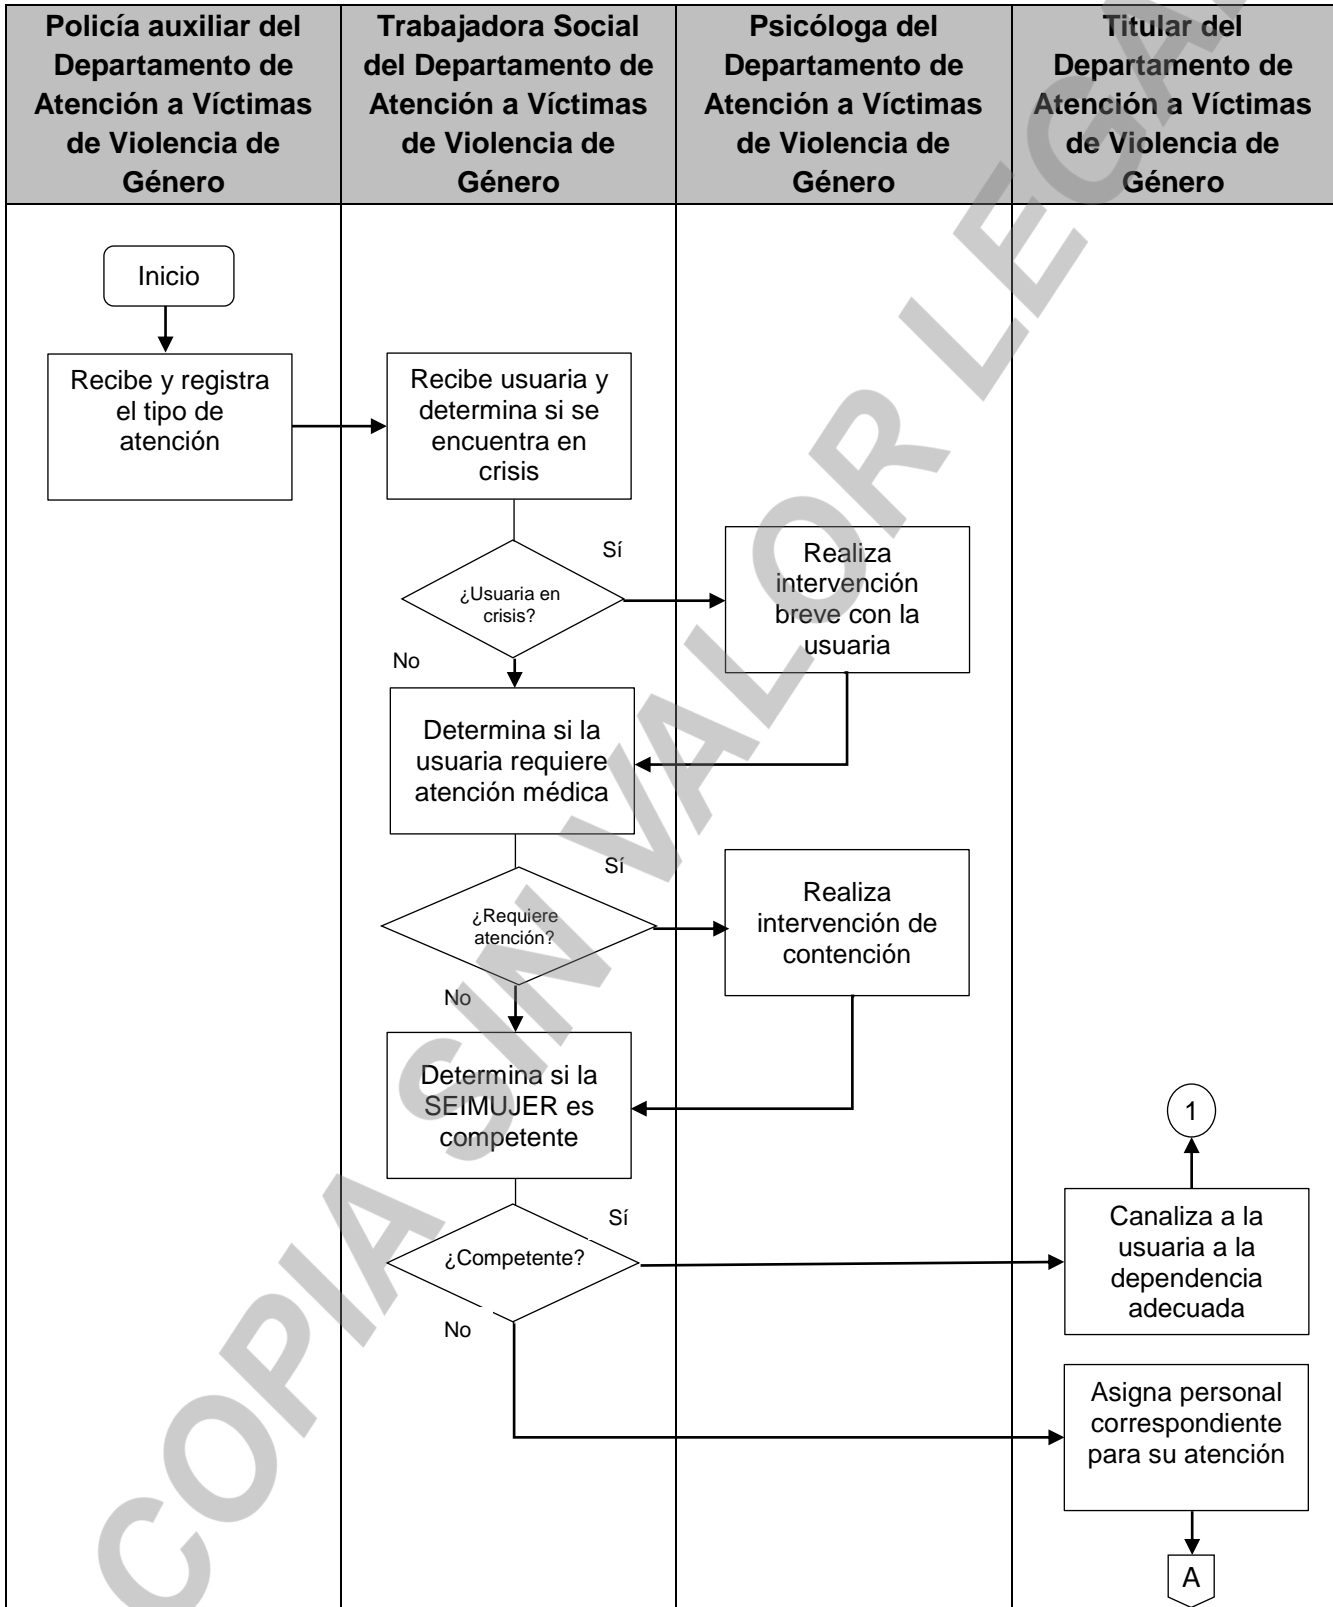 Policía auxiliar del
Departamento de
Atención a Víctimas
de Violencia de
Género
Trabajadora Social
del Departamento de
Atención a Víctimas
de Violencia de
Género
Psicóloga del
Departamento de
Atención a Víctimas
de Violencia de
Género
Titular del
Departamento de
Atención a Víctimas
de Violencia de
Género
Inicio
Recibe y registra
el tipo de
atención
Recibe usuaria y
determina si se
encuentra en
crisis
¿Usuaria en
crisis?
Sí
No
Realiza
intervención
breve con la
usuaria
Determina si la
usuaria requiere
atención médica
¿Requiere
atención?
Sí
No
Realiza
intervención de
contención
Determina si la
SEIMUJER es
competente
¿Competente?
Sí
No
1
Canaliza a la
usuaria a la
dependencia
adecuada
Asigna personal
correspondiente
para su atención
A
COPIA SIN VALOR LEGAL